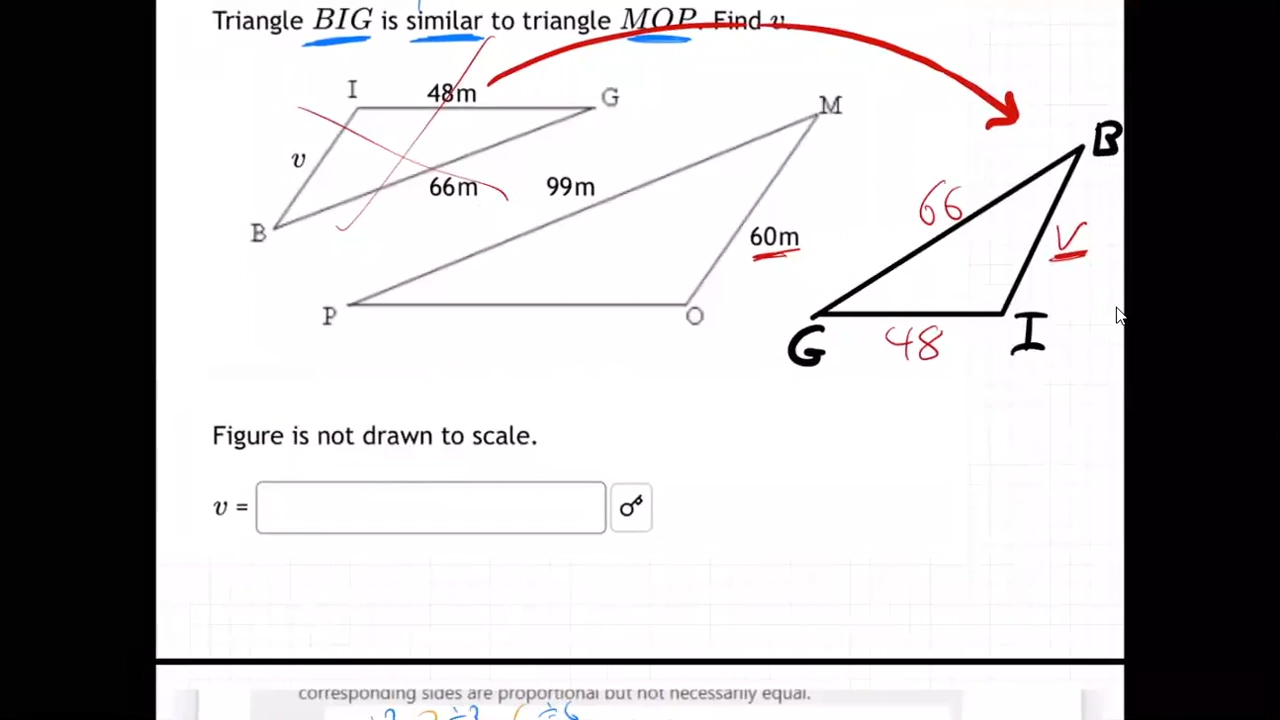 Triangle BIG is similar to triangle MOP. Find v.
I
48m
G
v
66m
B
99m
M
60m
P
O
B
66
v
G
48
I
Figure is not drawn to scale.
v =
corresponding sides are proportional but not necessarily equal.